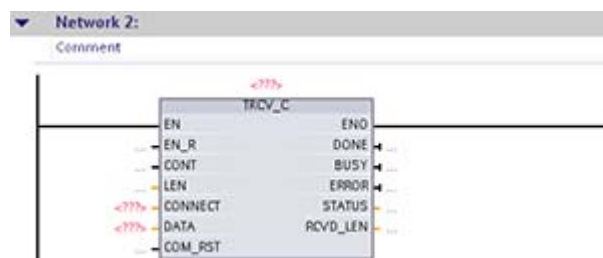 Network 2:
Comment
<???>
TRCV_C
EN ENO
... EN_R DONE ...
... CONT BUSY ...
... LEN ERROR ...
<???> CONNECT STATUS ...
<???> DATA RCVD_LEN ...
... COM_RST